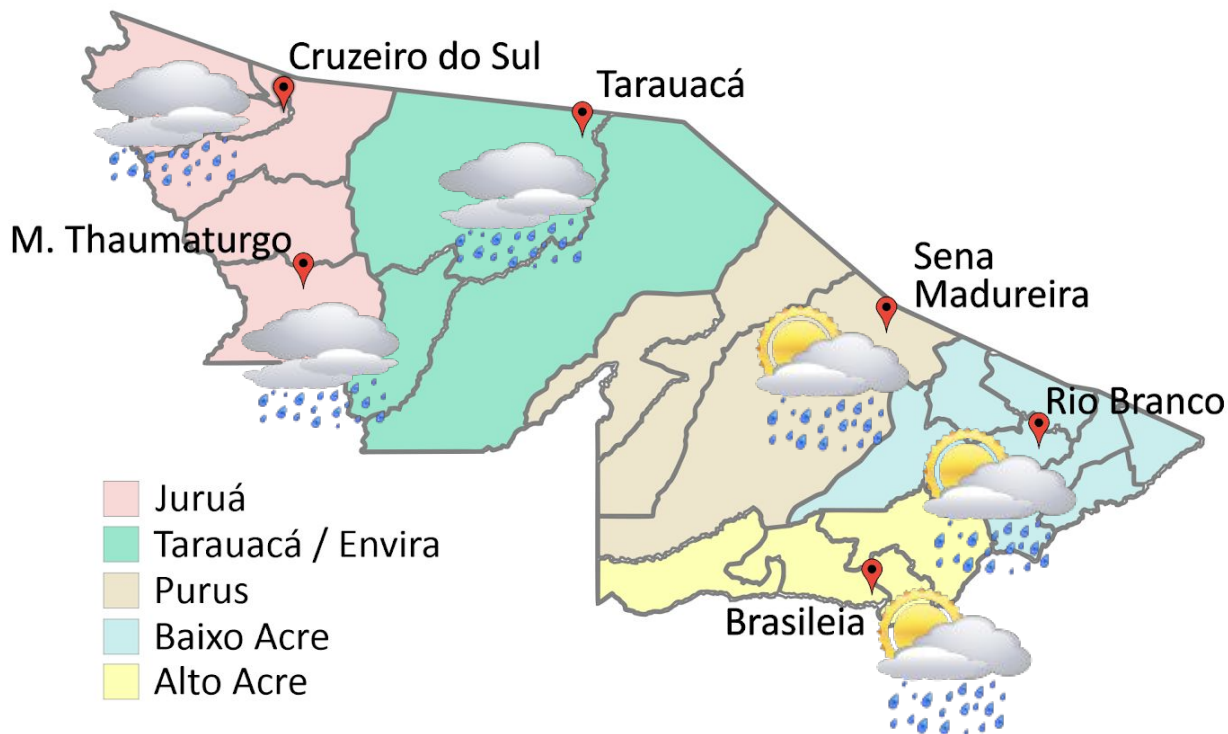 Cruzeiro do Sul
Tarauacá
M. Thaumaturgo
Sena
Madureira
Rio Branco
Brasileia
Juruá
Tarauacá / Envira
Purus
Baixo Acre
Alto Acre